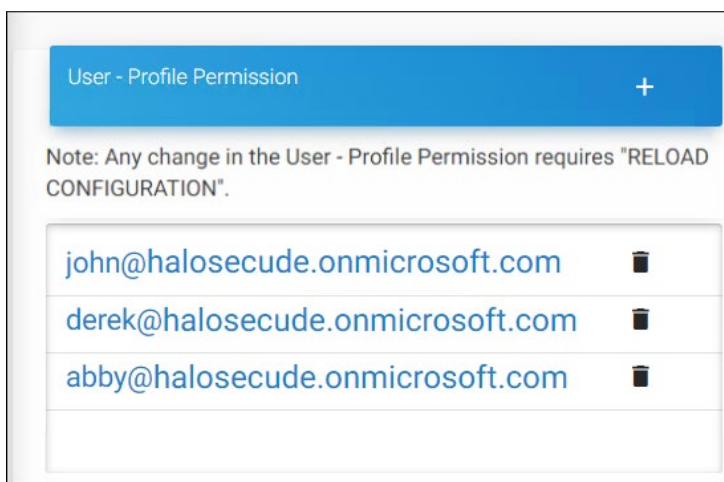 User - Profile Permission +
Note: Any change in the User - Profile Permission requires "RELOAD
CONFIGURATION".
john@halosecude.onmicrosoft.com
derek@halosecude.onmicrosoft.com
abby@halosecude.onmicrosoft.com